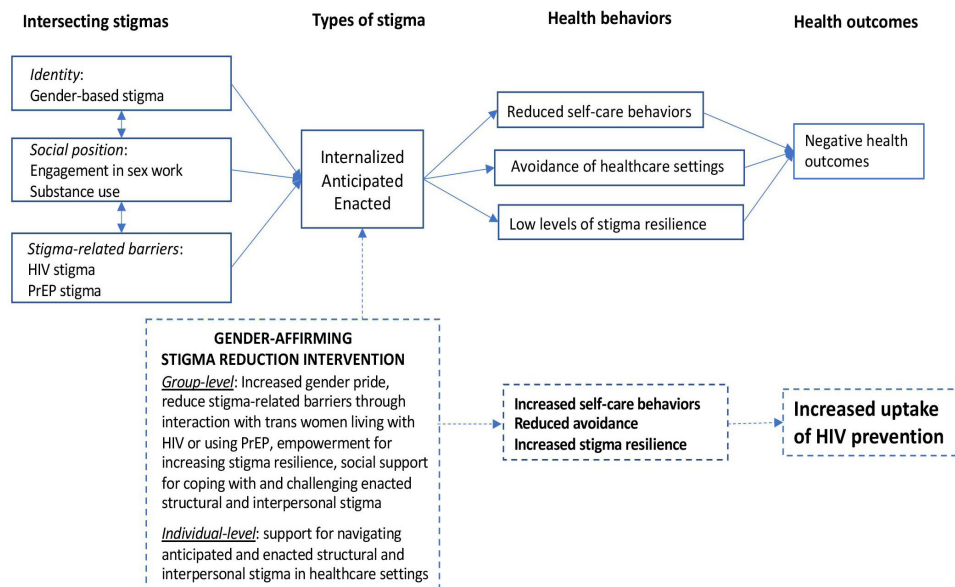 Intersecting stigmas
Types of stigma
Health behaviors
Health outcomes
Identity:
Gender-based stigma
Social position:
Engagement in sex work
Substance use
Stigma-related barriers:
HIV stigma
PrEP stigma
Internalized
Anticipated
Enacted
Reduced self-care behaviors
Avoidance of healthcare settings
Low levels of stigma resilience
Negative health
outcomes
GENDER-AFFIRMING
STIGMA REDUCTION INTERVENTION
Group-level: Increased gender pride,
reduce stigma-related barriers through
interaction with trans women living with
HIV or using PrEP, empowerment for
increasing stigma resilience, social support
for coping with and challenging enacted
structural and interpersonal stigma
Individual-level: support for navigating
anticipated and enacted structural and
interpersonal stigma in healthcare settings
Increased self-care behaviors
Reduced avoidance
Increased stigma resilience
Increased uptake
of HIV prevention